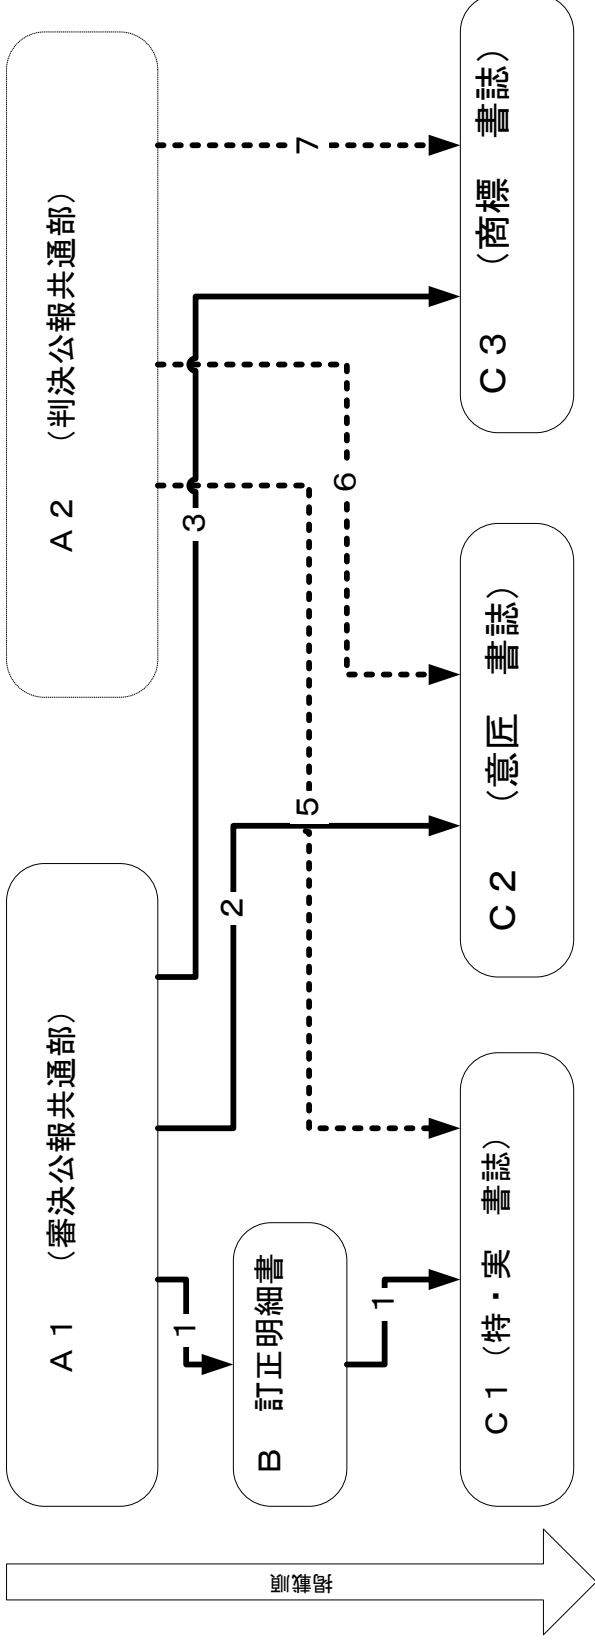 掲載順
A1 （審決公報共通部）
A2 （判決公報共通部）
1
2
3
B 訂正明細書
1
5
6
7
C1（特・実 書誌）
C2 （意匠 書誌）
C3 （商標 書誌）